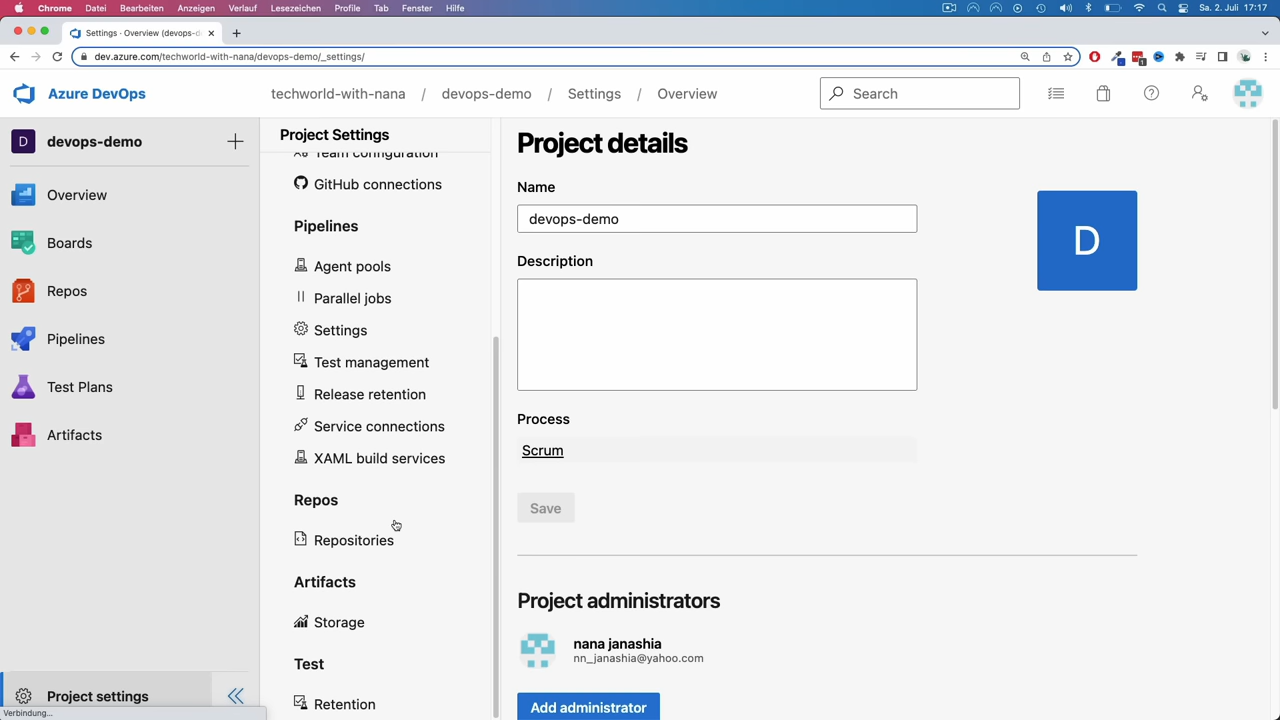 Chrome Datei Bearbeiten Anzeigen Verlauf Lesezeichen Profile Tab Fenster Hilfe Sa. 2. Juli 17:17
Settings · Overview (devops-d
dev.azure.com/techworld-with-nana/devops-demo/_settings/
Azure DevOps
techworld-with-nana / devops-demo / Settings / Overview
Search
D devops-demo
Overview
Boards
Repos
Pipelines
Test Plans
Artifacts
Project settings
Verbindung...
Project Settings
Team configuration
GitHub connections
Pipelines
Agent pools
Parallel jobs
Settings
Test management
Release retention
Service connections
XAML build services
Repos
Repositories
Artifacts
Storage
Test
Retention
Project details
Name
devops-demo
D
Description
Process
Scrum
Save
Project administrators
nana janashia
nn_janashia@yahoo.com
Add administrator